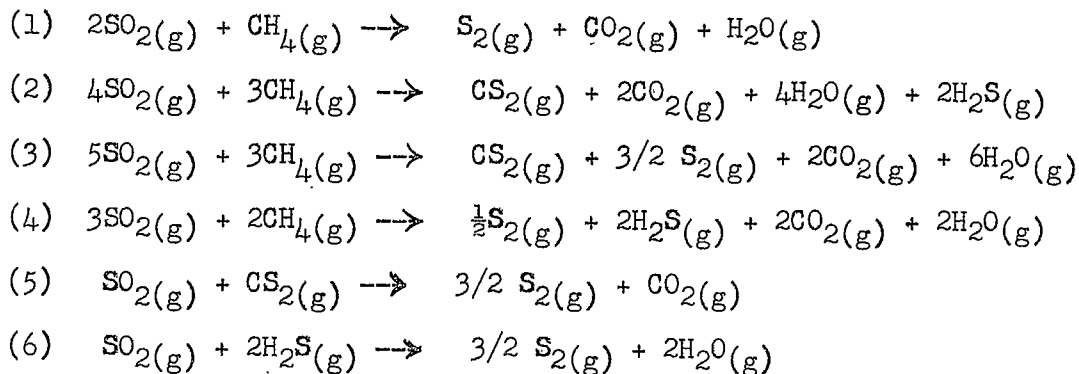 (1) 2SO₂(g) + CH₄(g) --> S₂(g) + CO₂(g) + H₂O(g)
(2) 4SO₂(g) + 3CH₄(g) --> CS₂(g) + 2CO₂(g) + 4H₂O(g) + 2H₂S(g)
(3) 5SO₂(g) + 3CH₄(g) --> CS₂(g) + 3/2 S₂(g) + 2CO₂(g) + 6H₂O(g)
(4) 3SO₂(g) + 2CH₄(g) --> ½S₂(g) + 2H₂S(g) + 2CO₂(g) + 2H₂O(g)
(5) SO₂(g) + CS₂(g) --> 3/2 S₂(g) + CO₂(g)
(6) SO₂(g) + 2H₂S(g) --> 3/2 S₂(g) + 2H₂O(g)